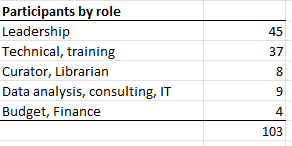 Participants by role
Leadership 45
Technical, training 37
Curator, Librarian 8
Data analysis, consulting, IT 9
Budget, Finance 4
103